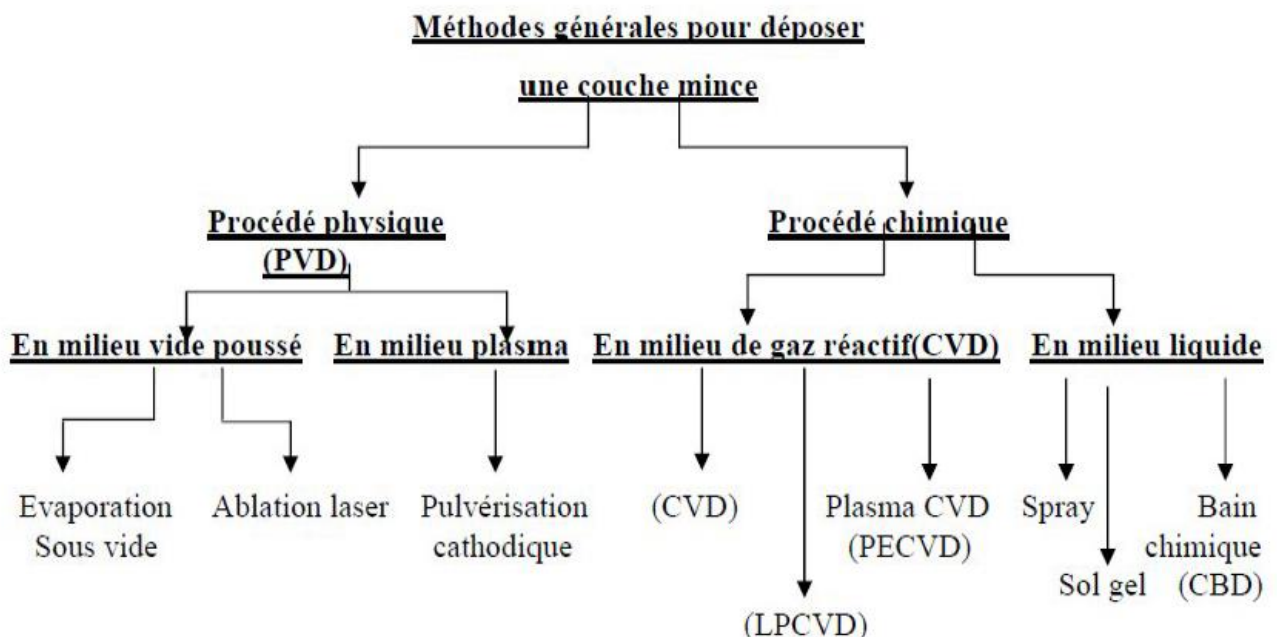 Méthodes générales pour déposer
une couche mince
Procédé physique
(PVD)
Procédé chimique
En milieu vide poussé
En milieu plasma
En milieu de gaz réactif(CVD)
En milieu liquide
Evaporation
Sous vide
Ablation laser
Pulvérisation
cathodique
(CVD)
(LPCVD)
Plasma CVD
(PECVD)
Spray
Sol gel
Bain
chimique
(CBD)